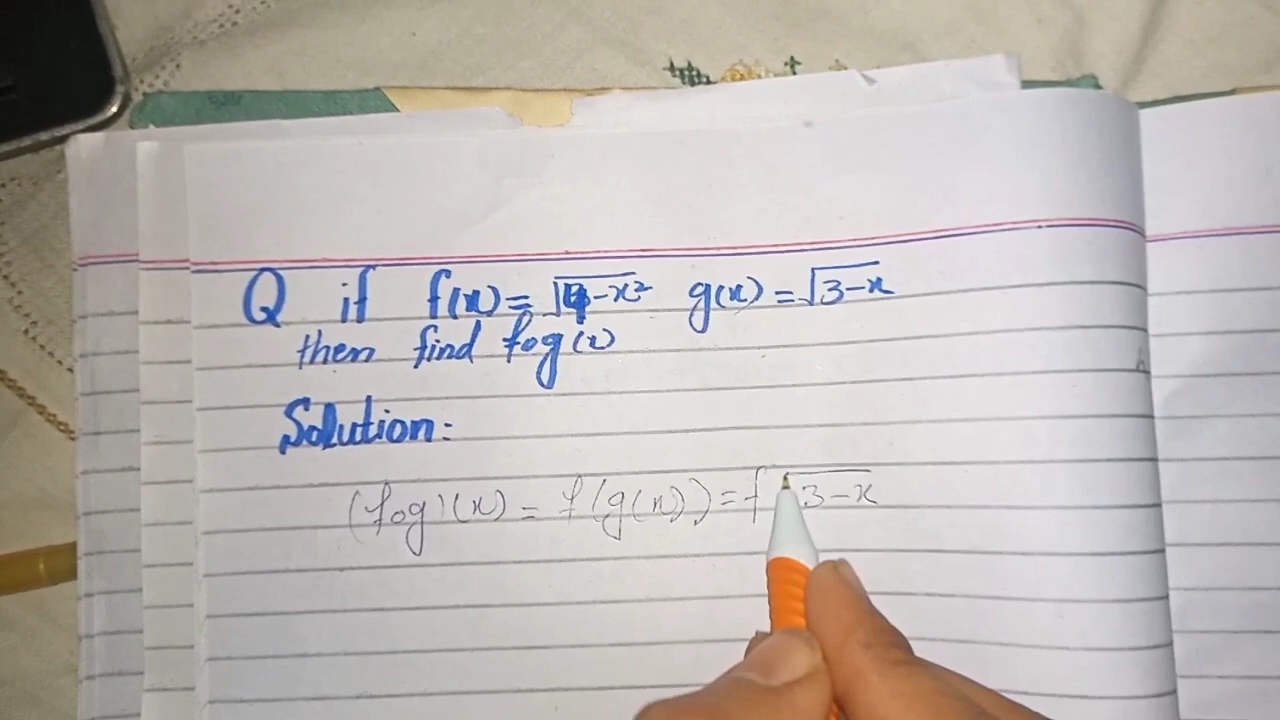 Q if f(x) = √4-x² g(x) = √3-x
then find fog(x)
Solution:
(fog)(x) = f(g(x)) = f √3-x